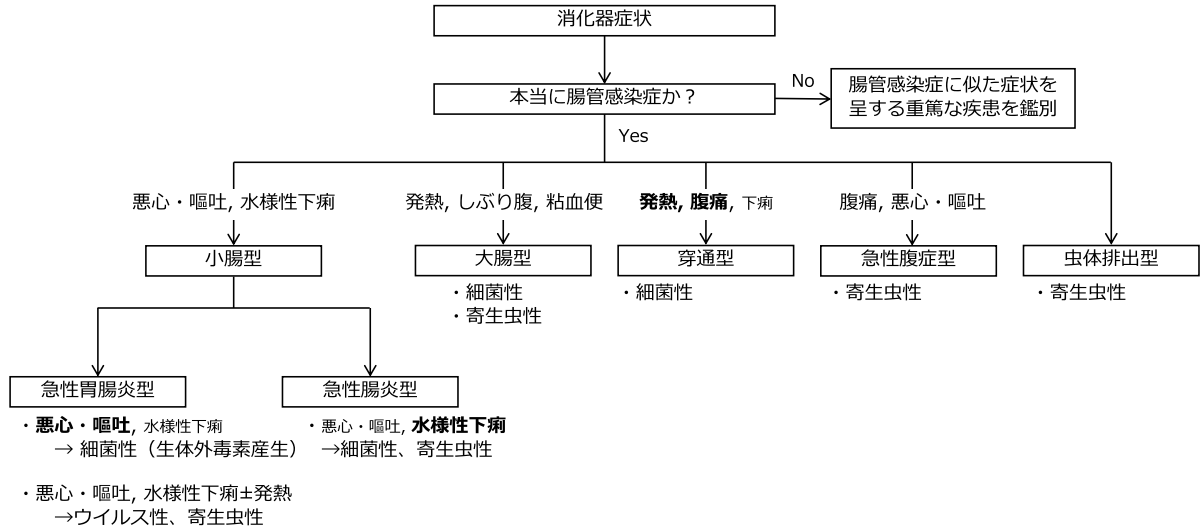 消化器症状
本当に腸管感染症か？
No
腸管感染症に似た症状を
呈する重篤な疾患を鑑別
Yes
悪心・嘔吐, 水様性下痢
発熱, しぶり腹, 粘血便
発熱, 腹痛, 下痢
腹痛, 悪心・嘔吐
小腸型
大腸型
穿通型
急性腹症型
虫体排出型
・細菌性
・寄生虫性
・細菌性
・寄生虫性
・寄生虫性
急性胃腸炎型
急性腸炎型
・悪心・嘔吐, 水様性下痢
→ 細菌性（生体外毒素産生）
・悪心・嘔吐, 水様性下痢±発熱
→ウイルス性、寄生虫性
・悪心・嘔吐, 水様性下痢
→細菌性、寄生虫性